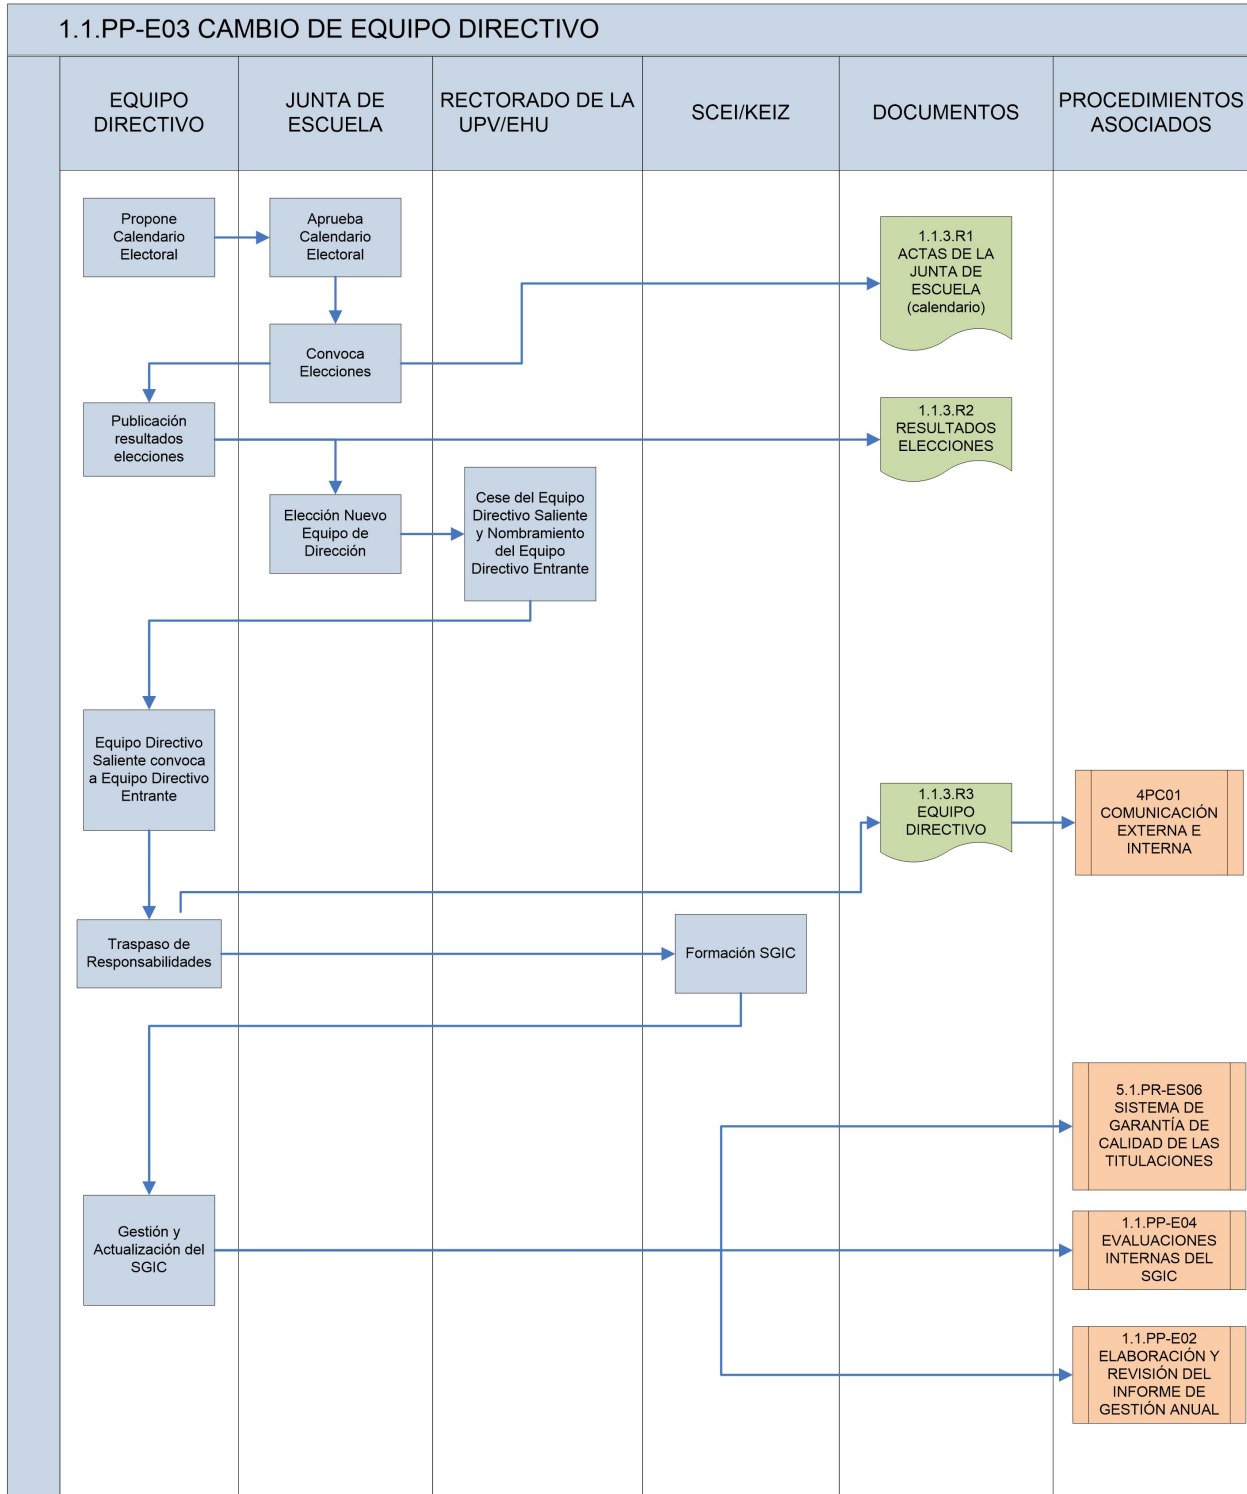 1.1.PP-E03 CAMBIO DE EQUIPO DIRECTIVO
EQUIPO
DIRECTIVO
JUNTA DE
ESCUELA
RECTORADO DE LA
UPV/EHU
SCEI/KEIZ
DOCUMENTOS
PROCEDIMIENTOS
ASOCIADOS
Propone
Calendario
Electoral
Aprueba
Calendario
Electoral
1.1.3.R1
ACTAS DE LA
JUNTA DE
ESCUELA
(calendario)
Convoca
Elecciones
Publicación
resultados
elecciones
1.1.3.R2
RESULTADOS
ELECCIONES
Elección Nuevo
Equipo de
Dirección
Cese del Equipo
Directivo Saliente
y Nombramiento
del Equipo
Directivo Entrante
Equipo Directivo
Saliente convoca
a Equipo Directivo
Entrante
1.1.3.R3
EQUIPO
DIRECTIVO
4PC01
COMUNICACIÓN
EXTERNA E
INTERNA
Traspaso de
Responsabilidades
Formación SGIC
5.1.PR-ES06
SISTEMA DE
GARANTÍA DE
CALIDAD DE LAS
TITULACIONES
Gestión y
Actualización del
SGIC
1.1.PP-E04
EVALUACIONES
INTERNAS DEL
SGIC
1.1.PP-E02
ELABORACIÓN Y
REVISIÓN DEL
INFORME DE
GESTIÓN ANUAL